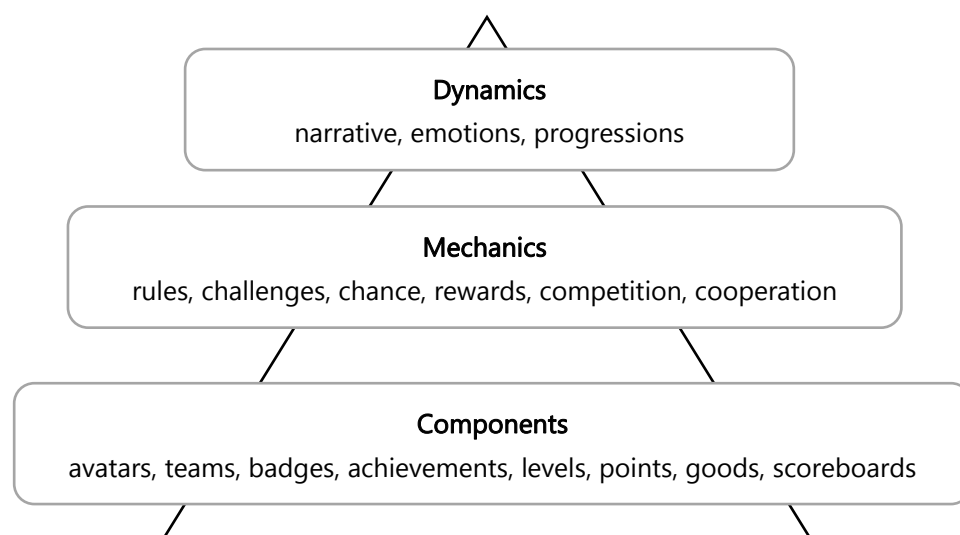 Dynamics
narrative, emotions, progressions
Mechanics
rules, challenges, chance, rewards, competition, cooperation
Components
avatars, teams, badges, achievements, levels, points, goods, scoreboards